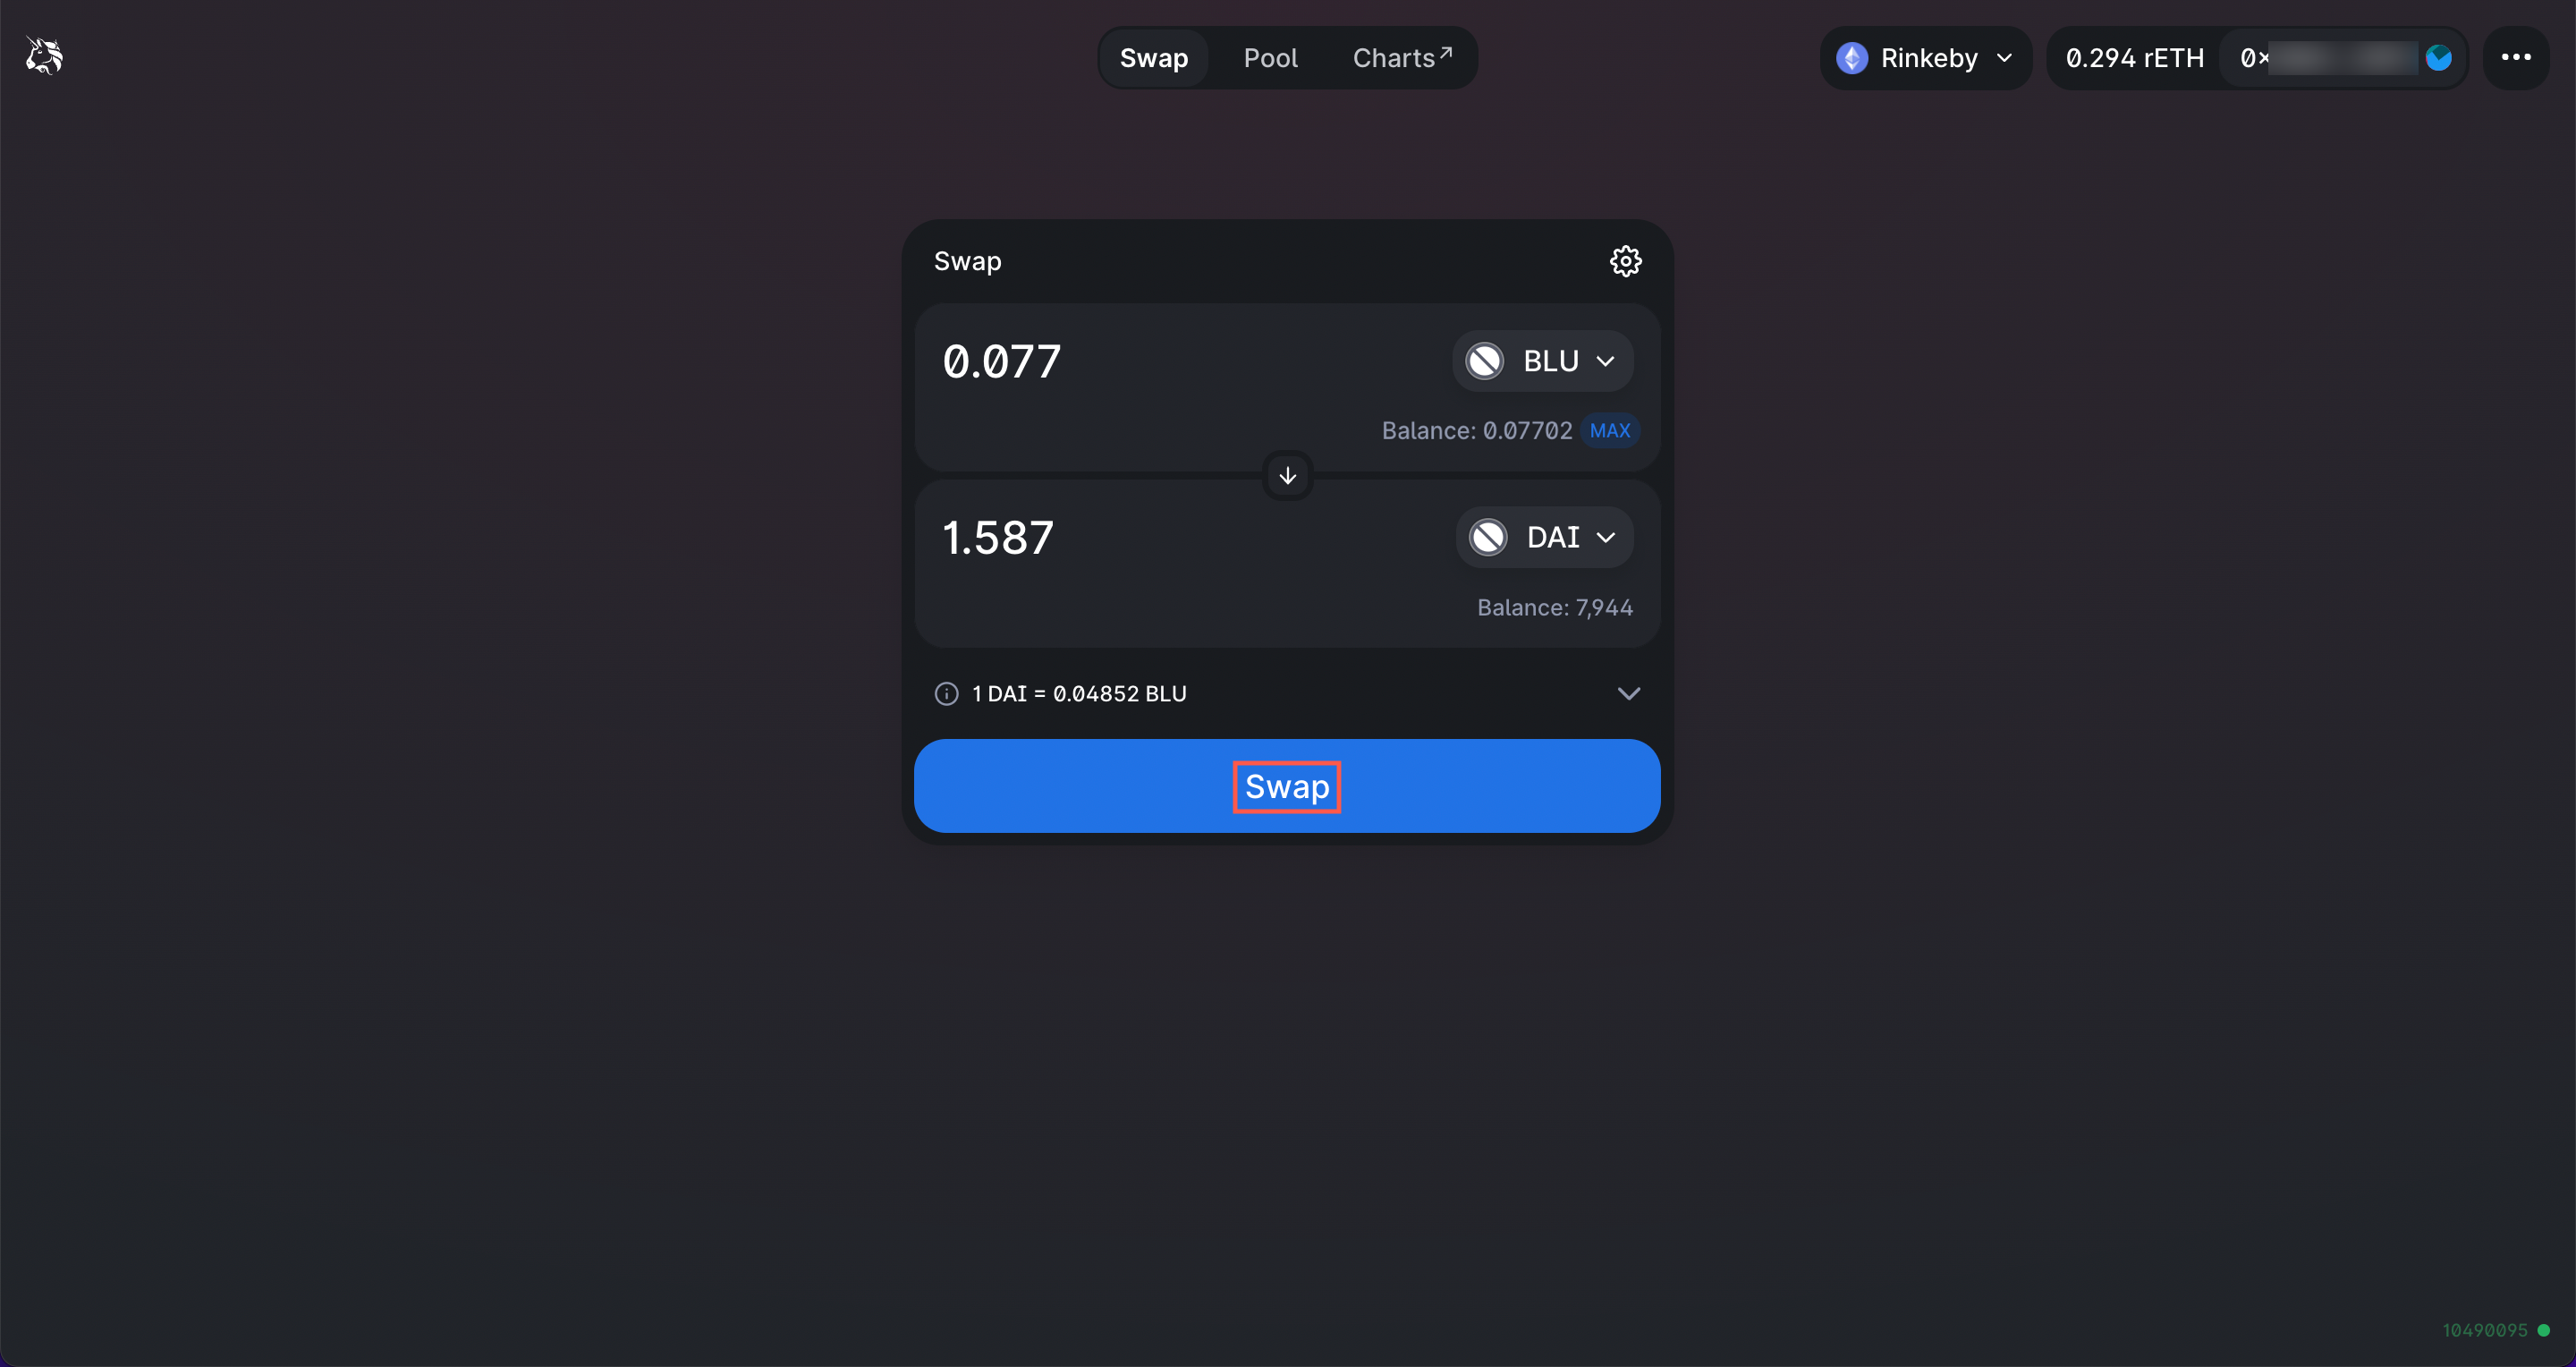 Swap Pool Charts↗ Rinkeby 0.294 rETH 0x
Swap
0.077 BLU
Balance: 0.07702 MAX
1.587 DAI
Balance: 7,944
1 DAI = 0.04852 BLU
Swap
10490095